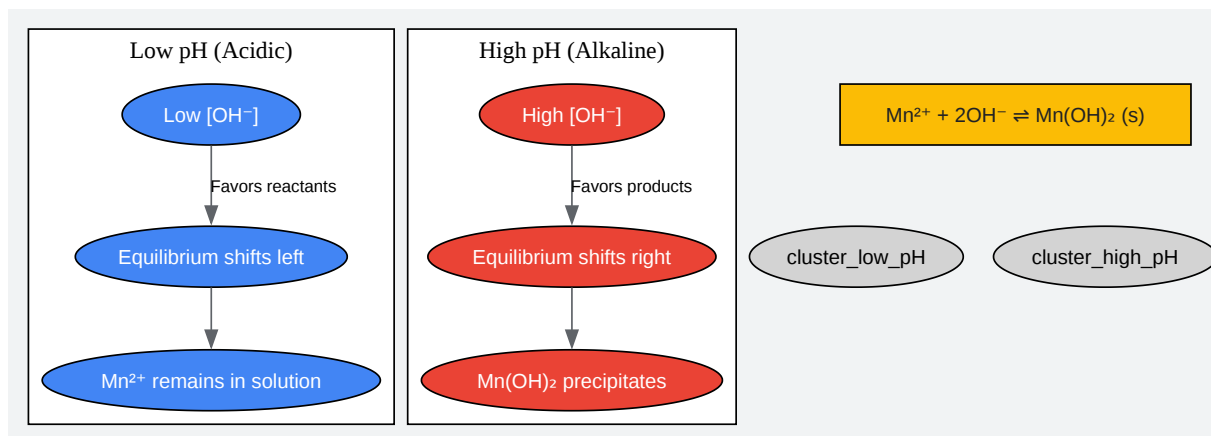 Low pH (Acidic)
Low [OH⁻]
Favors reactants
Equilibrium shifts left
Mn²⁺ remains in solution
High pH (Alkaline)
High [OH⁻]
Favors products
Equilibrium shifts right
Mn(OH)₂ precipitates
Mn²⁺ + 2OH⁻ ⇌ Mn(OH)₂ (s)
cluster_low_pH
cluster_high_pH